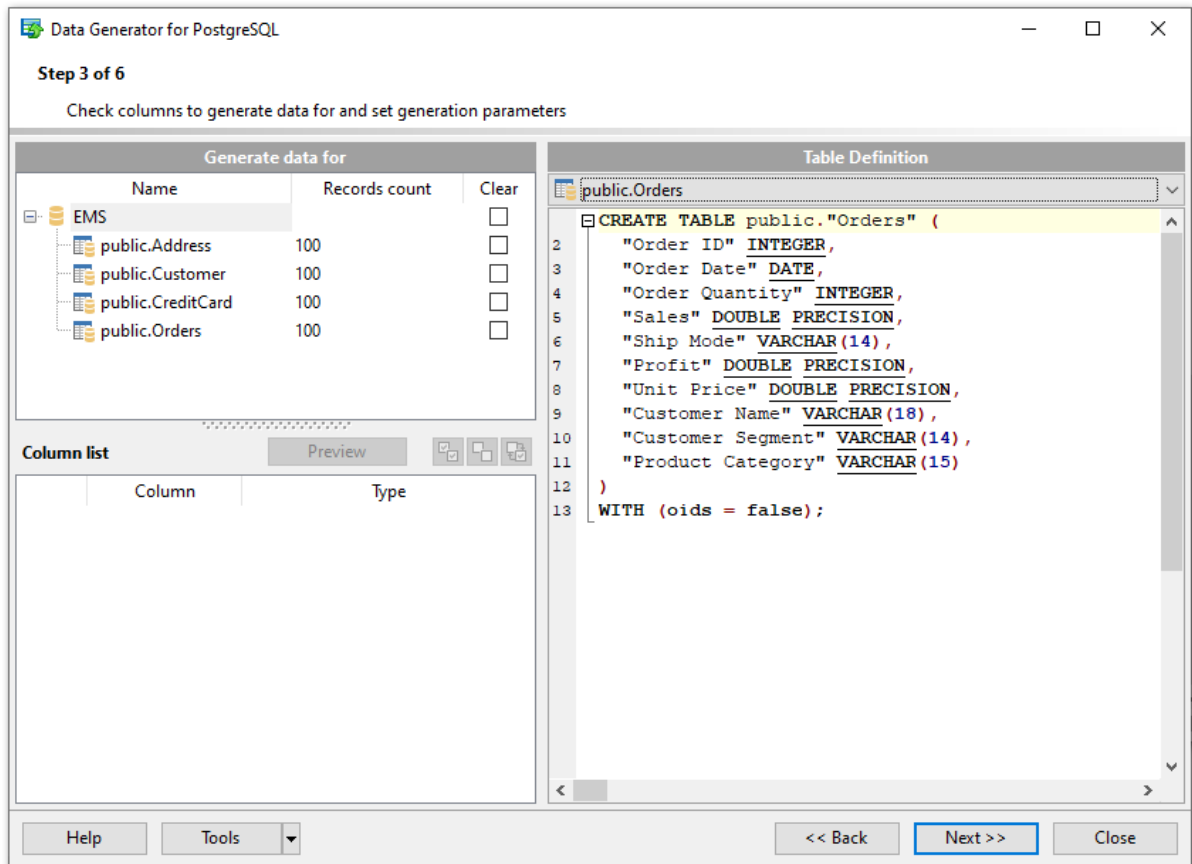 Data Generator for PostgreSQL
Step 3 of 6
Check columns to generate data for and set generation parameters
Generate data for
Name Records count Clear
EMS
public.Address 100
public.Customer 100
public.CreditCard 100
public.Orders 100
Column list Preview
Column Type
Table Definition
public.Orders
CREATE TABLE public."Orders" (
2 "Order ID" INTEGER,
3 "Order Date" DATE,
4 "Order Quantity" INTEGER,
5 "Sales" DOUBLE PRECISION,
6 "Ship Mode" VARCHAR(14),
7 "Profit" DOUBLE PRECISION,
8 "Unit Price" DOUBLE PRECISION,
9 "Customer Name" VARCHAR(18),
10 "Customer Segment" VARCHAR(14),
11 "Product Category" VARCHAR(15)
12 )
13 WITH (oids = false);
Help Tools << Back Next >> Close